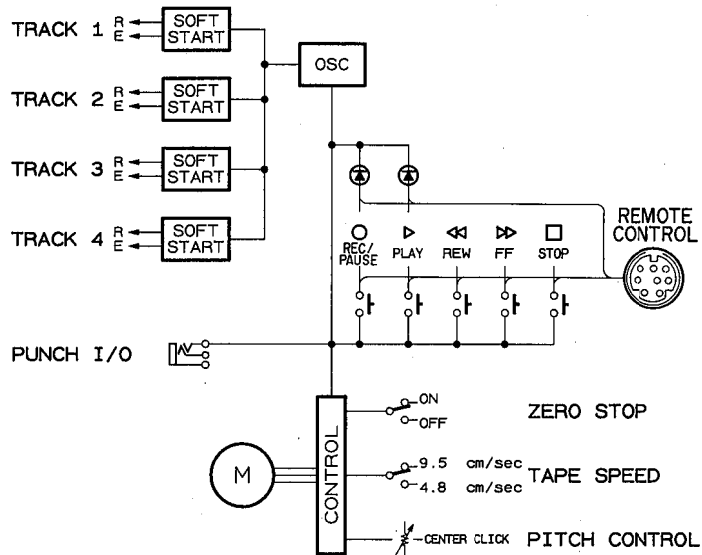 TRACK 1 R E SOFT START
OSC
TRACK 2 R E SOFT START
TRACK 3 R E SOFT START
TRACK 4 R E SOFT START
REC/PAUSE
PLAY
REW
FF
STOP
REMOTE CONTROL
PUNCH I/O
CONTROL
M
ON
OFF
ZERO STOP
9.5 cm/sec
4.8 cm/sec
TAPE SPEED
CENTER CLICK
PITCH CONTROL